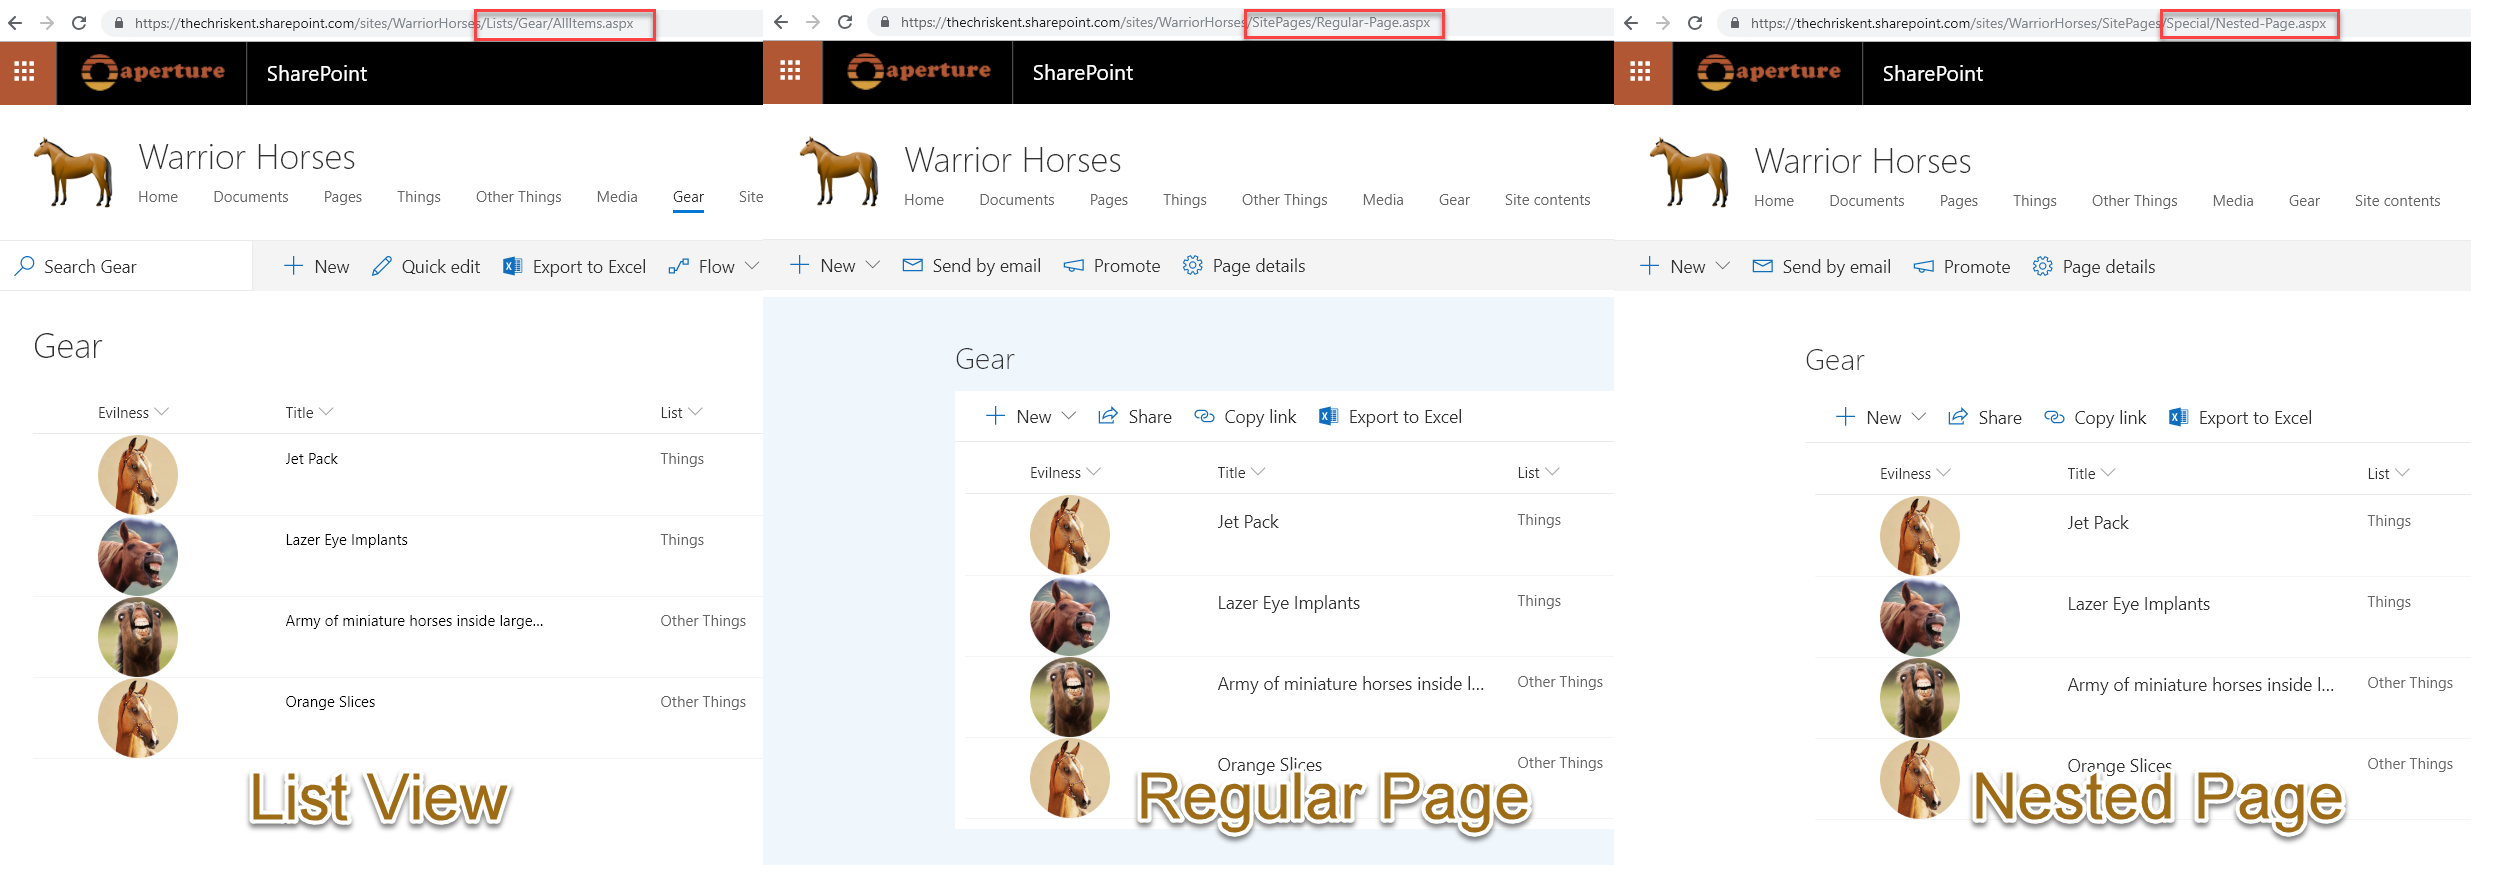 https://thechriskent.sharepoint.com/sites/WarriorHorses/Lists/Gear/AllItems.aspx
aperture
SharePoint
Warrior Horses
Home Documents Pages Things Other Things Media Gear Site
Search Gear
New Quick edit Export to Excel Flow
Gear
Evilness Title List
Jet Pack Things
Lazer Eye Implants Things
Army of miniature horses inside large... Other Things
Orange Slices Other Things
List View
https://thechriskent.sharepoint.com/sites/WarriorHorses/SitePages/Regular-Page.aspx
aperture
SharePoint
Warrior Horses
Home Documents Pages Things Other Things Media Gear Site contents
New Send by email Promote Page details
Gear
New Share Copy link Export to Excel
Evilness Title List
Jet Pack Things
Lazer Eye Implants Things
Army of miniature horses inside l... Other Things
Orange Slices Other Things
Regular Page
https://thechriskent.sharepoint.com/sites/WarriorHorses/SitePages/Special/Nested-Page.aspx
aperture
SharePoint
Warrior Horses
Home Documents Pages Things Other Things Media Gear Site contents
New Send by email Promote Page details
Gear
New Share Copy link Export to Excel
Evilness Title List
Jet Pack Things
Lazer Eye Implants Things
Army of miniature horses inside l... Other Things
Orange Slices Other Things
Nested Page